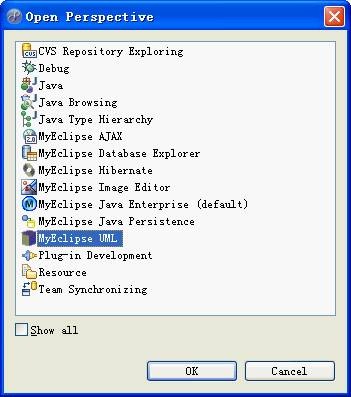 Open Perspective
CVS Repository Exploring
Debug
Java
Java Browsing
Java Type Hierarchy
MyEclipse AJAX
MyEclipse Database Explorer
MyEclipse Hibernate
MyEclipse Image Editor
MyEclipse Java Enterprise (default)
MyEclipse Java Persistence
MyEclipse UML
Plug-in Development
Resource
Team Synchronizing
Show all
OK
Cancel